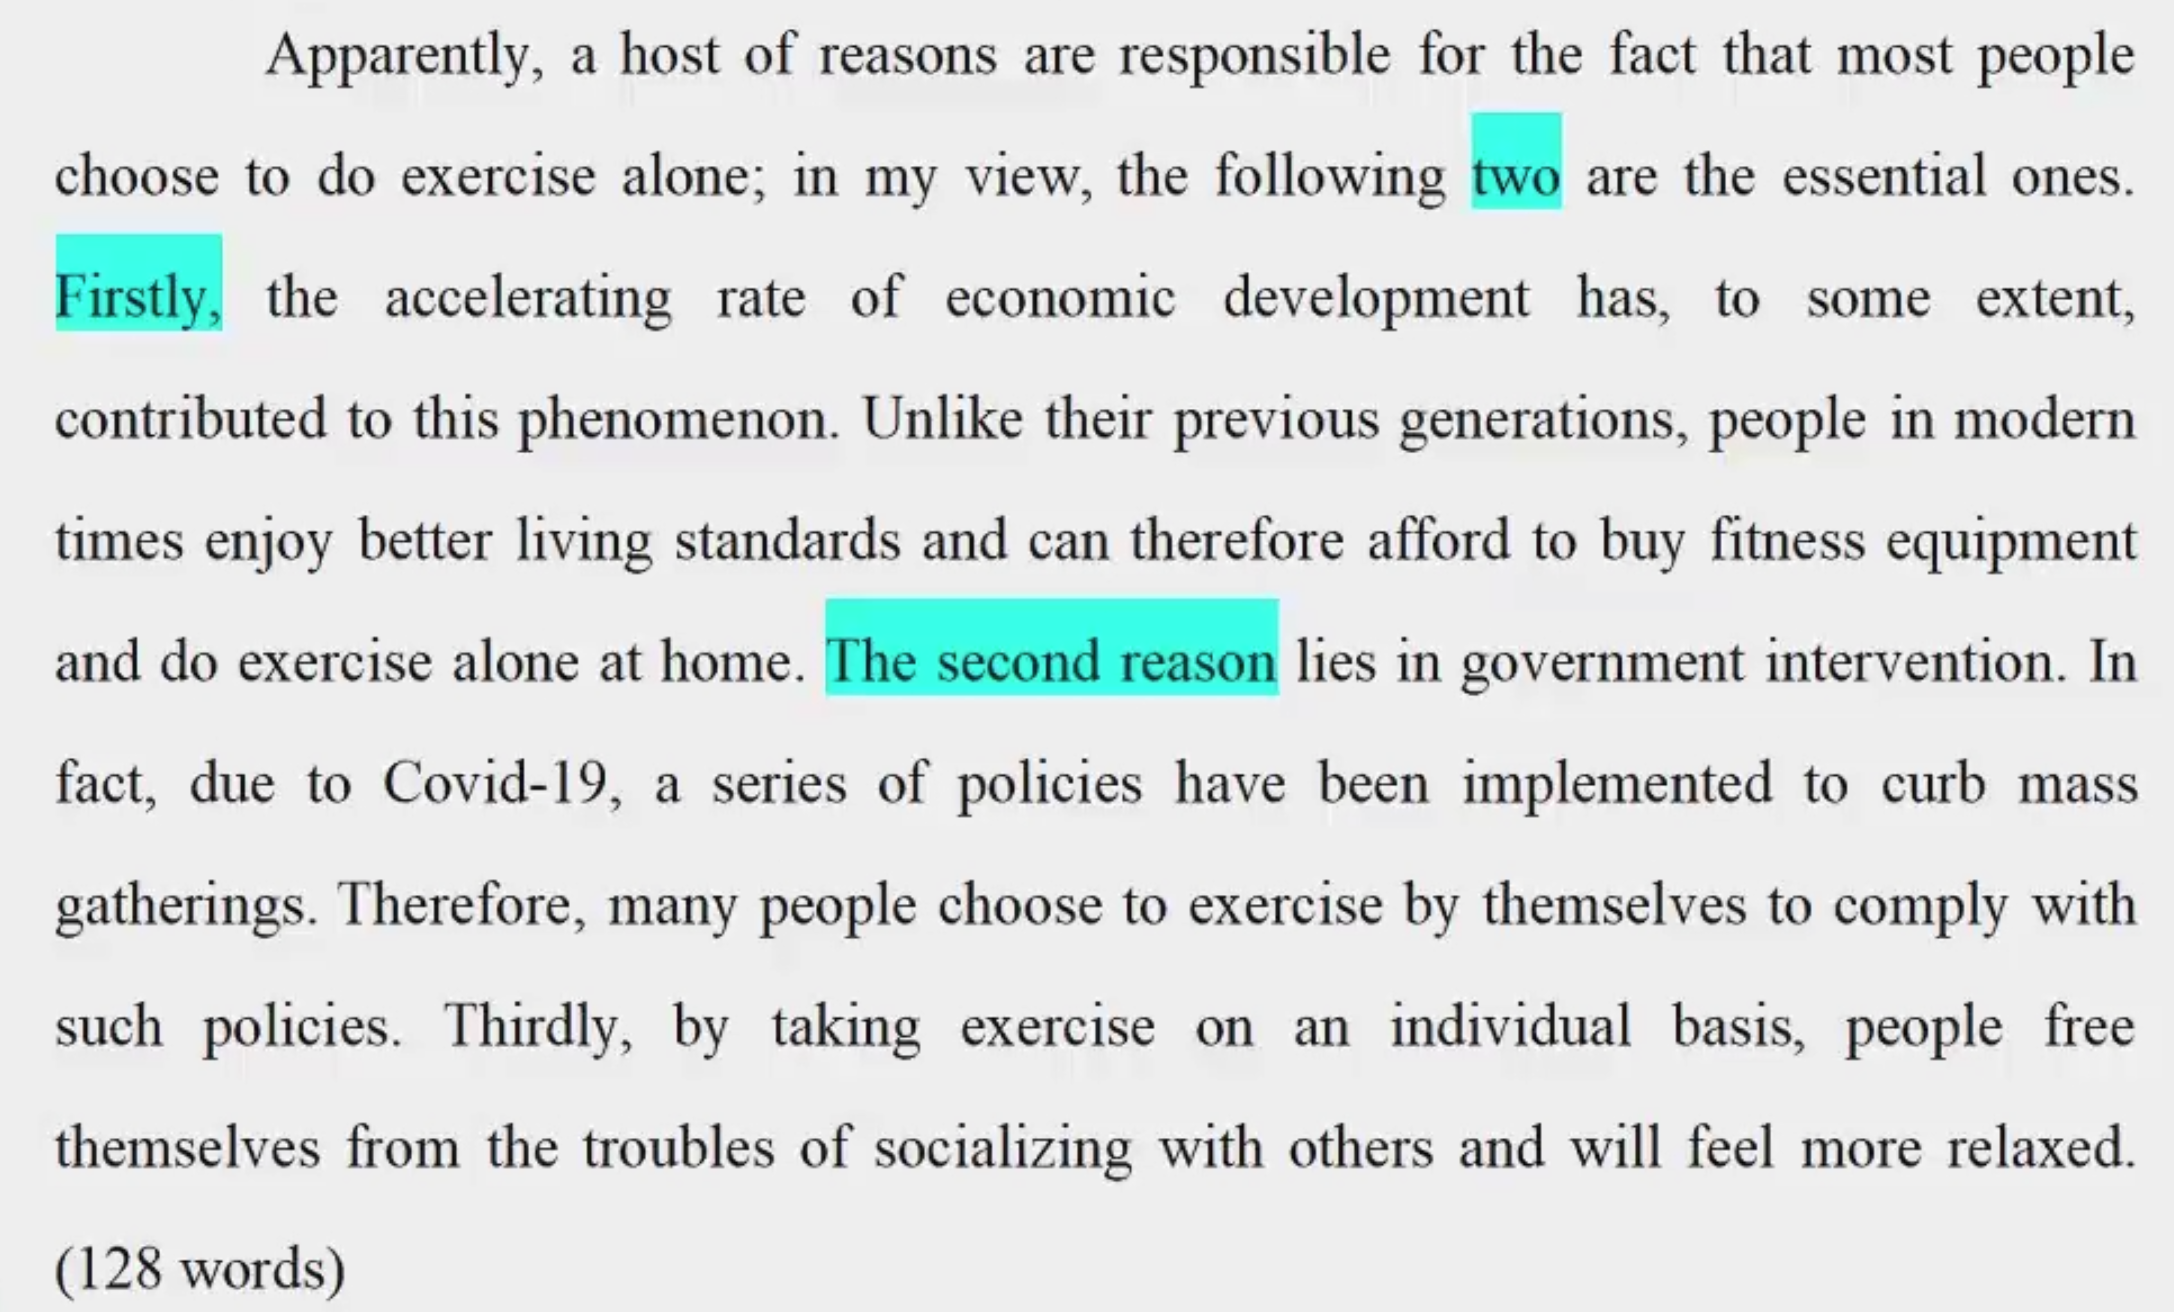 Apparently, a host of reasons are responsible for the fact that most people
choose to do exercise alone; in my view, the following two are the essential ones.
Firstly, the accelerating rate of economic development has, to some extent,
contributed to this phenomenon. Unlike their previous generations, people in modern
times enjoy better living standards and can therefore afford to buy fitness equipment
and do exercise alone at home. The second reason lies in government intervention. In
fact, due to Covid-19, a series of policies have been implemented to curb mass
gatherings. Therefore, many people choose to exercise by themselves to comply with
such policies. Thirdly, by taking exercise on an individual basis, people free
themselves from the troubles of socializing with others and will feel more relaxed.
(128 words)